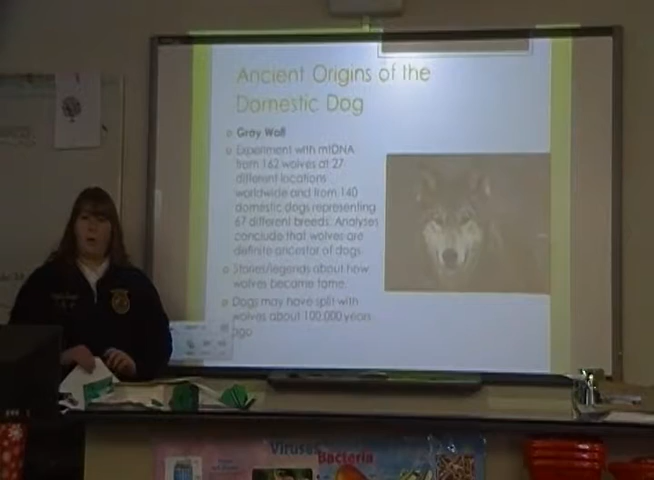 Ancient Origins of the
Domestic Dog
Gray Wolf
Experiment with mtDNA
from 162 wolves at 27
different locations
worldwide and from 140
domestic dogs representing
67 different breeds. Analyses
conclude that wolves are
definite ancestor of dogs.
Stories/legends about how
wolves became tame.
Dogs may have split with
wolves about 100,000 years
ago
Viruses
Bacteria